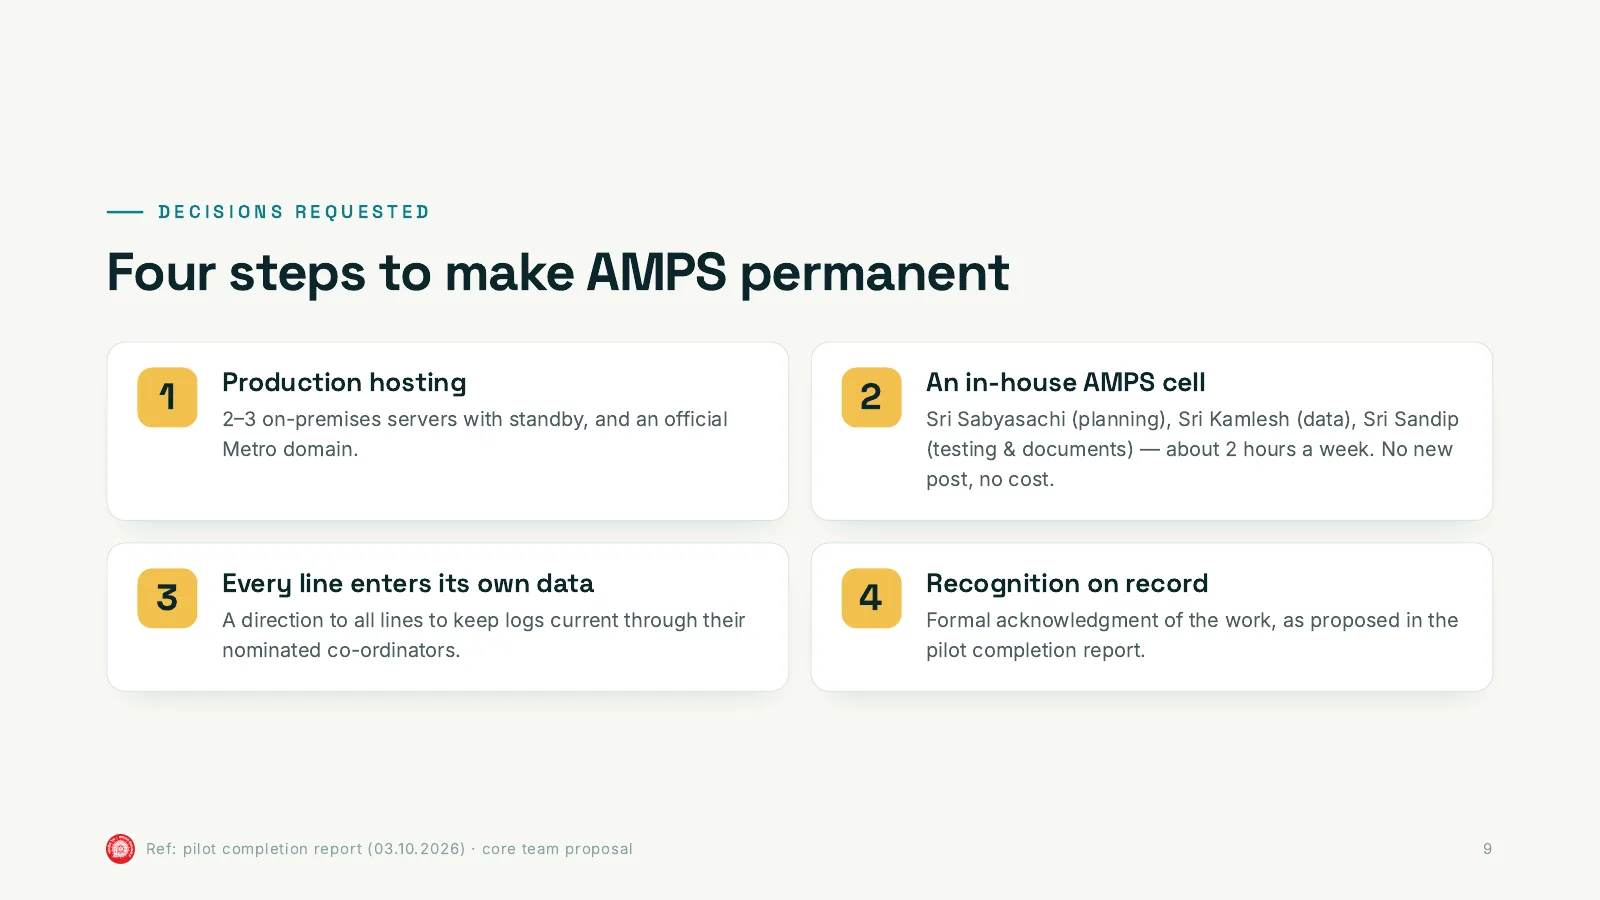 DECISIONS REQUESTED
Four steps to make AMPS permanent
1
Production hosting
2–3 on-premises servers with standby, and an official
Metro domain.
2
An in-house AMPS cell
Sri Sabyasachi (planning), Sri Kamlesh (data), Sri Sandip
(testing & documents) — about 2 hours a week. No new
post, no cost.
3
Every line enters its own data
A direction to all lines to keep logs current through their
nominated co-ordinators.
4
Recognition on record
Formal acknowledgment of the work, as proposed in the
pilot completion report.
Ref: pilot completion report (03.10.2026) · core team proposal
9